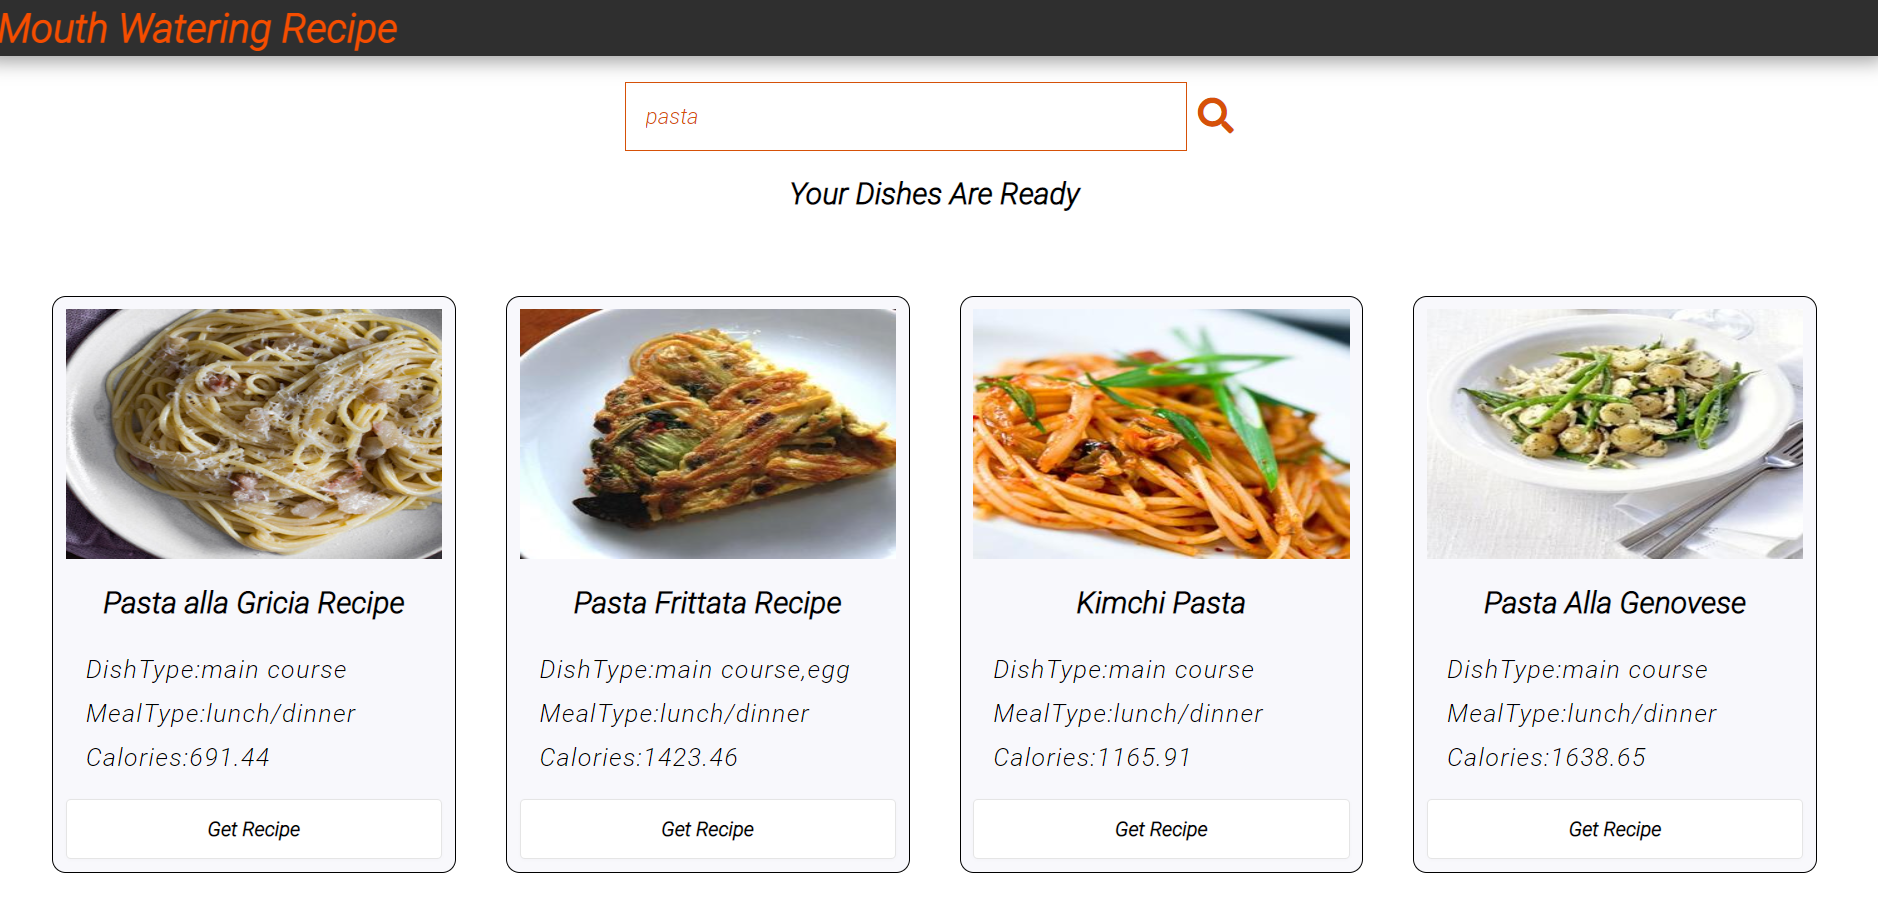 Mouth Watering Recipe
pasta
Your Dishes Are Ready
Pasta alla Gricia Recipe
DishType:main course
MealType:lunch/dinner
Calories:691.44
Get Recipe
Pasta Frittata Recipe
DishType:main course,egg
MealType:lunch/dinner
Calories:1423.46
Get Recipe
Kimchi Pasta
DishType:main course
MealType:lunch/dinner
Calories:1165.91
Get Recipe
Pasta Alla Genovese
DishType:main course
MealType:lunch/dinner
Calories:1638.65
Get Recipe